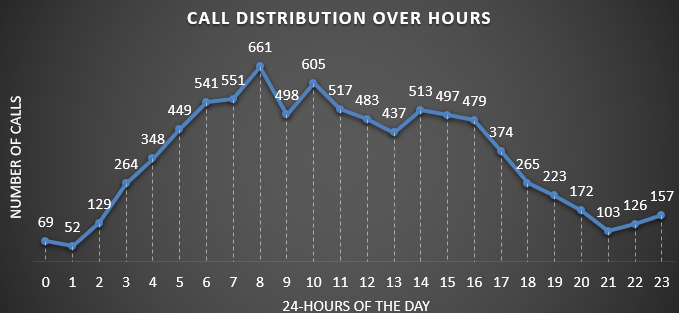 CALL DISTRIBUTION OVER HOURS
NUMBER OF CALLS
69 52 129 264 348 449 541 551 661 498 605 517 483 437 513 497 479 374 265 223 172 103 126 157
0 1 2 3 4 5 6 7 8 9 10 11 12 13 14 15 16 17 18 19 20 21 22 23
24-HOURS OF THE DAY